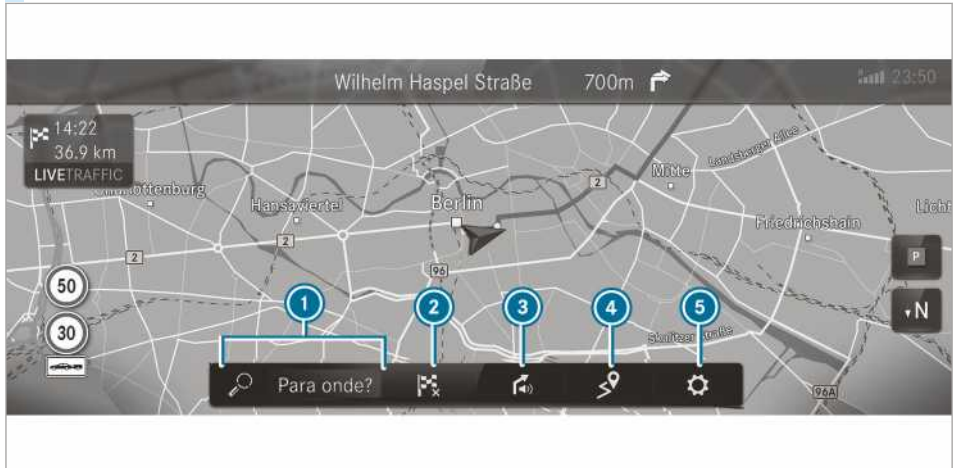 Wilhelm Haspel Straße 700m 23:50
14:22
36.9 km
LIVETRAFFIC
Landsberger Allee
Mitte
2
Charlottenburg
Hansaviertel
Berlin
Friedrichshain
Licht
2
2
96
P
50
N
30
1 2 3 4 5
Skalitzer Straße
Para onde?
96A